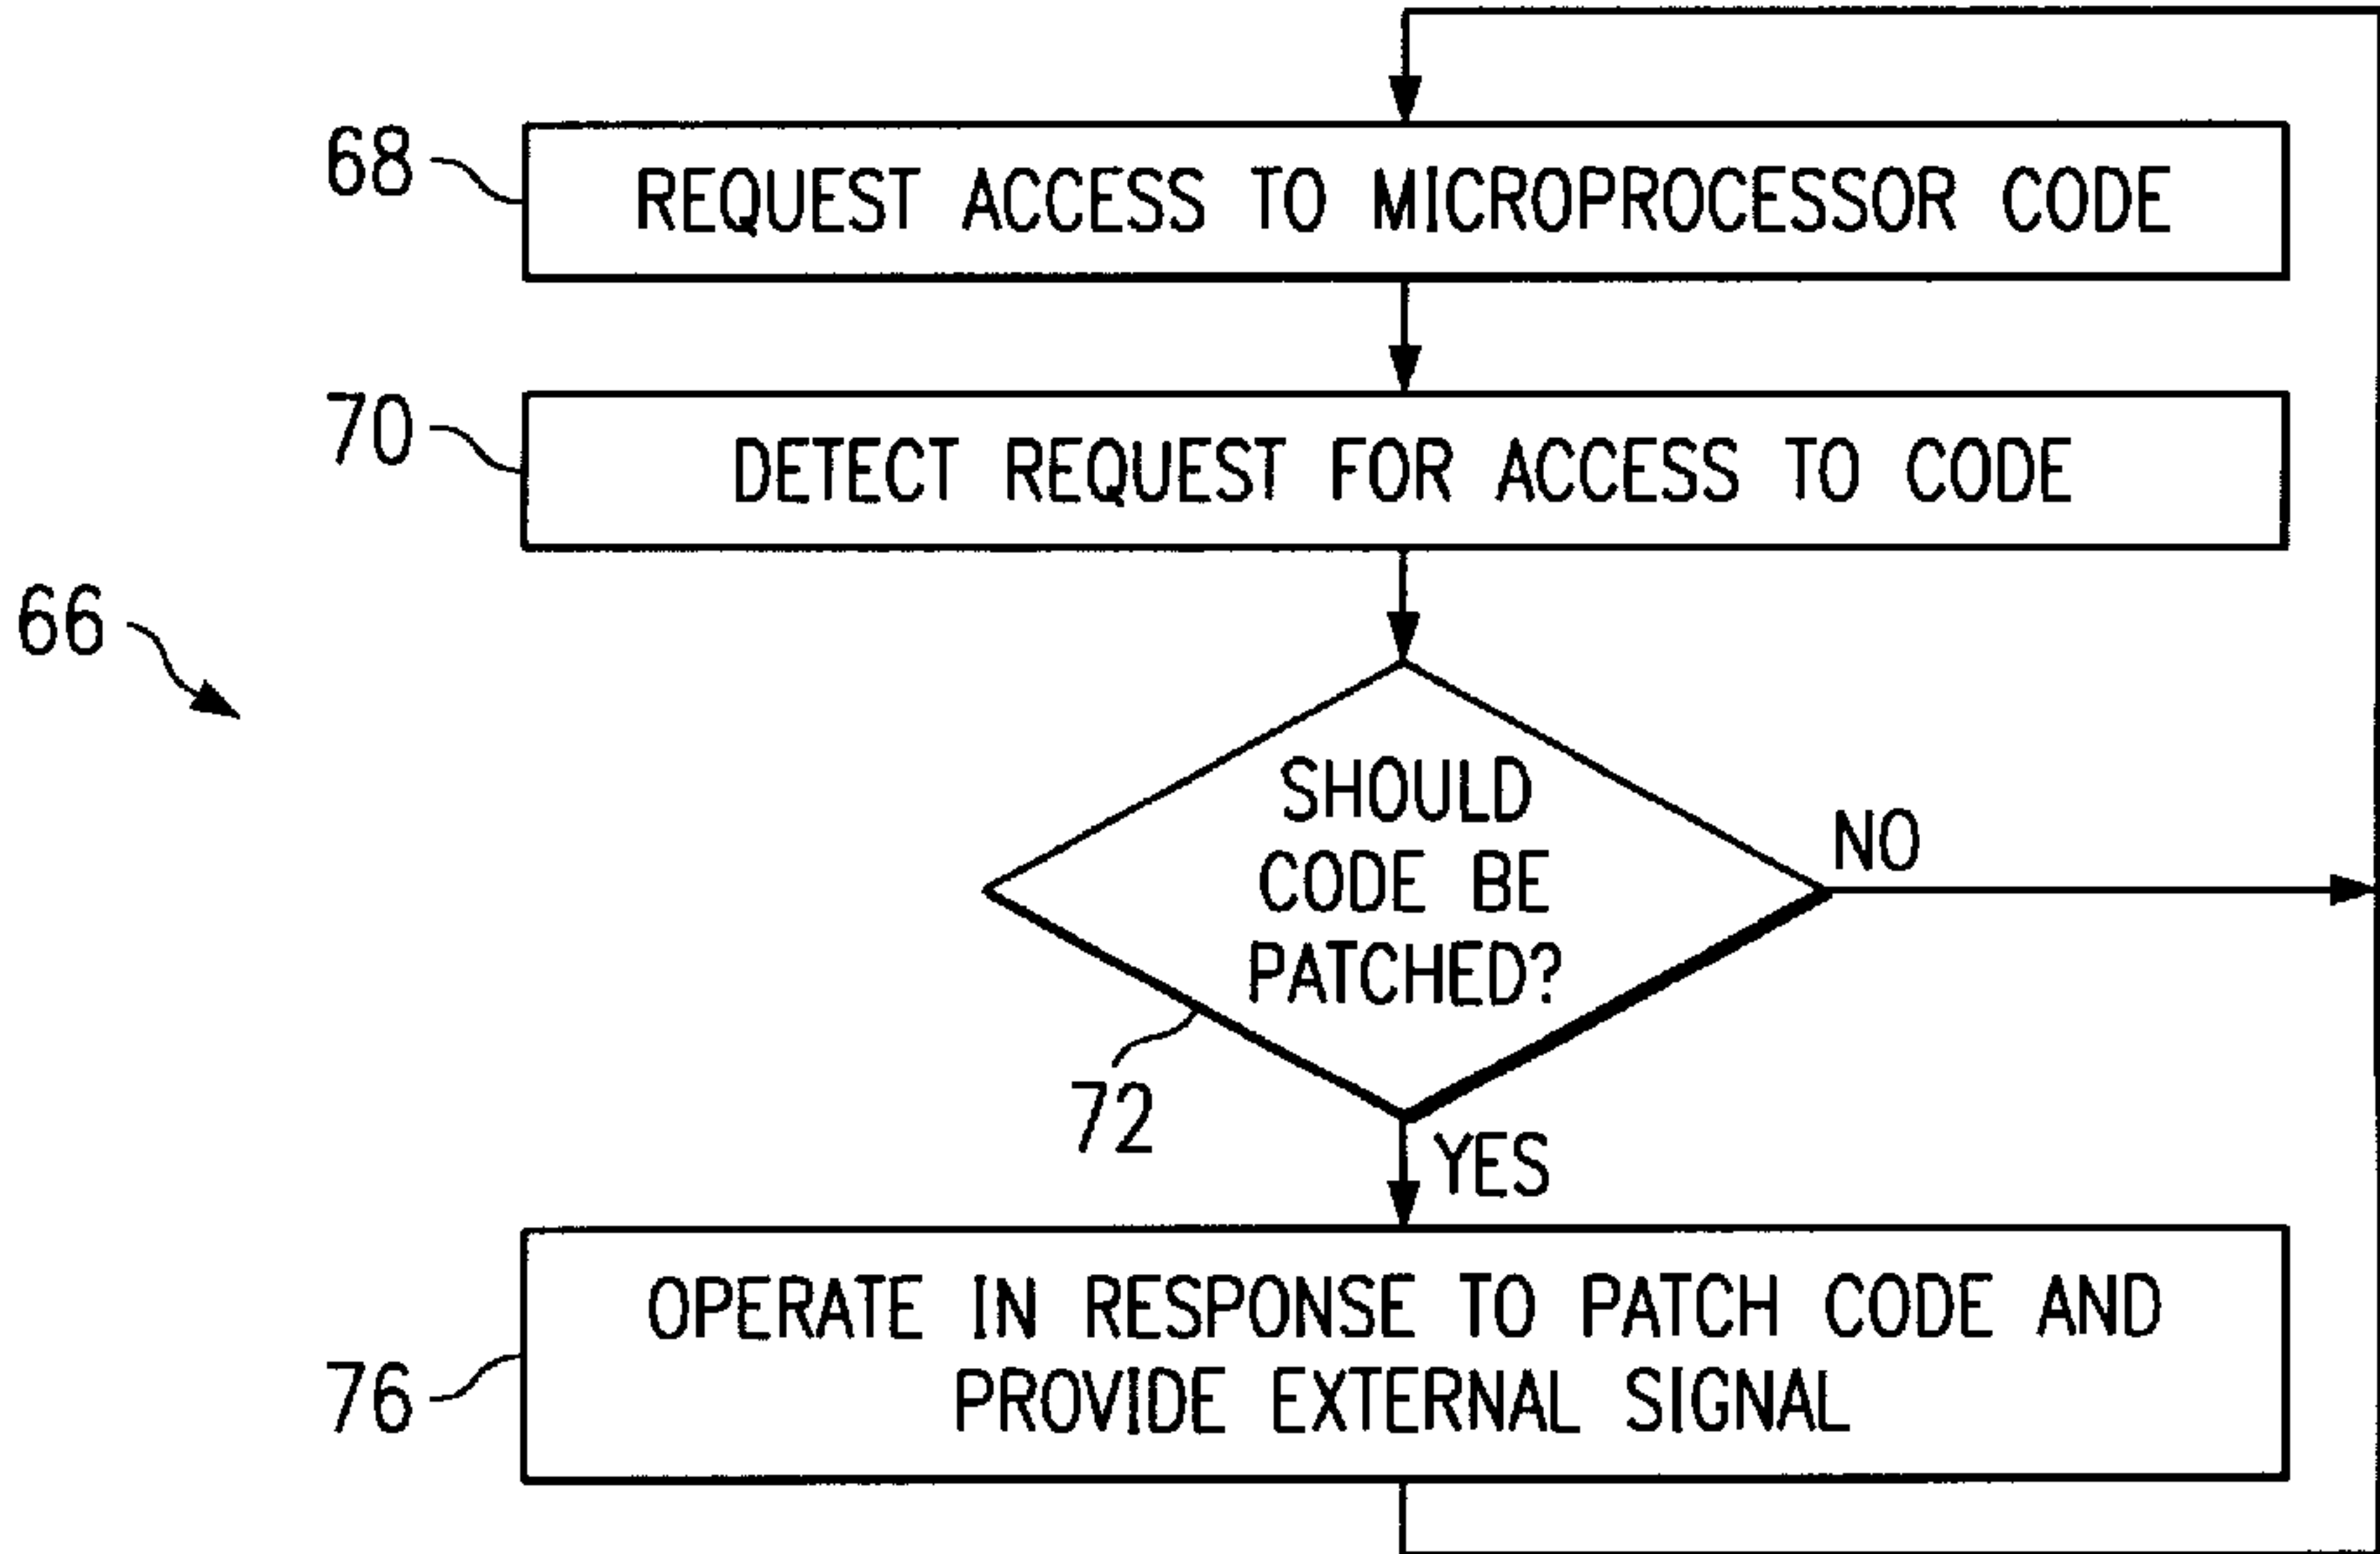 68
REQUEST ACCESS TO MICROPROCESSOR CODE
70
DETECT REQUEST FOR ACCESS TO CODE
66
SHOULD
CODE BE
PATCHED?
NO
72
YES
OPERATE IN RESPONSE TO PATCH CODE AND
76
PROVIDE EXTERNAL SIGNAL